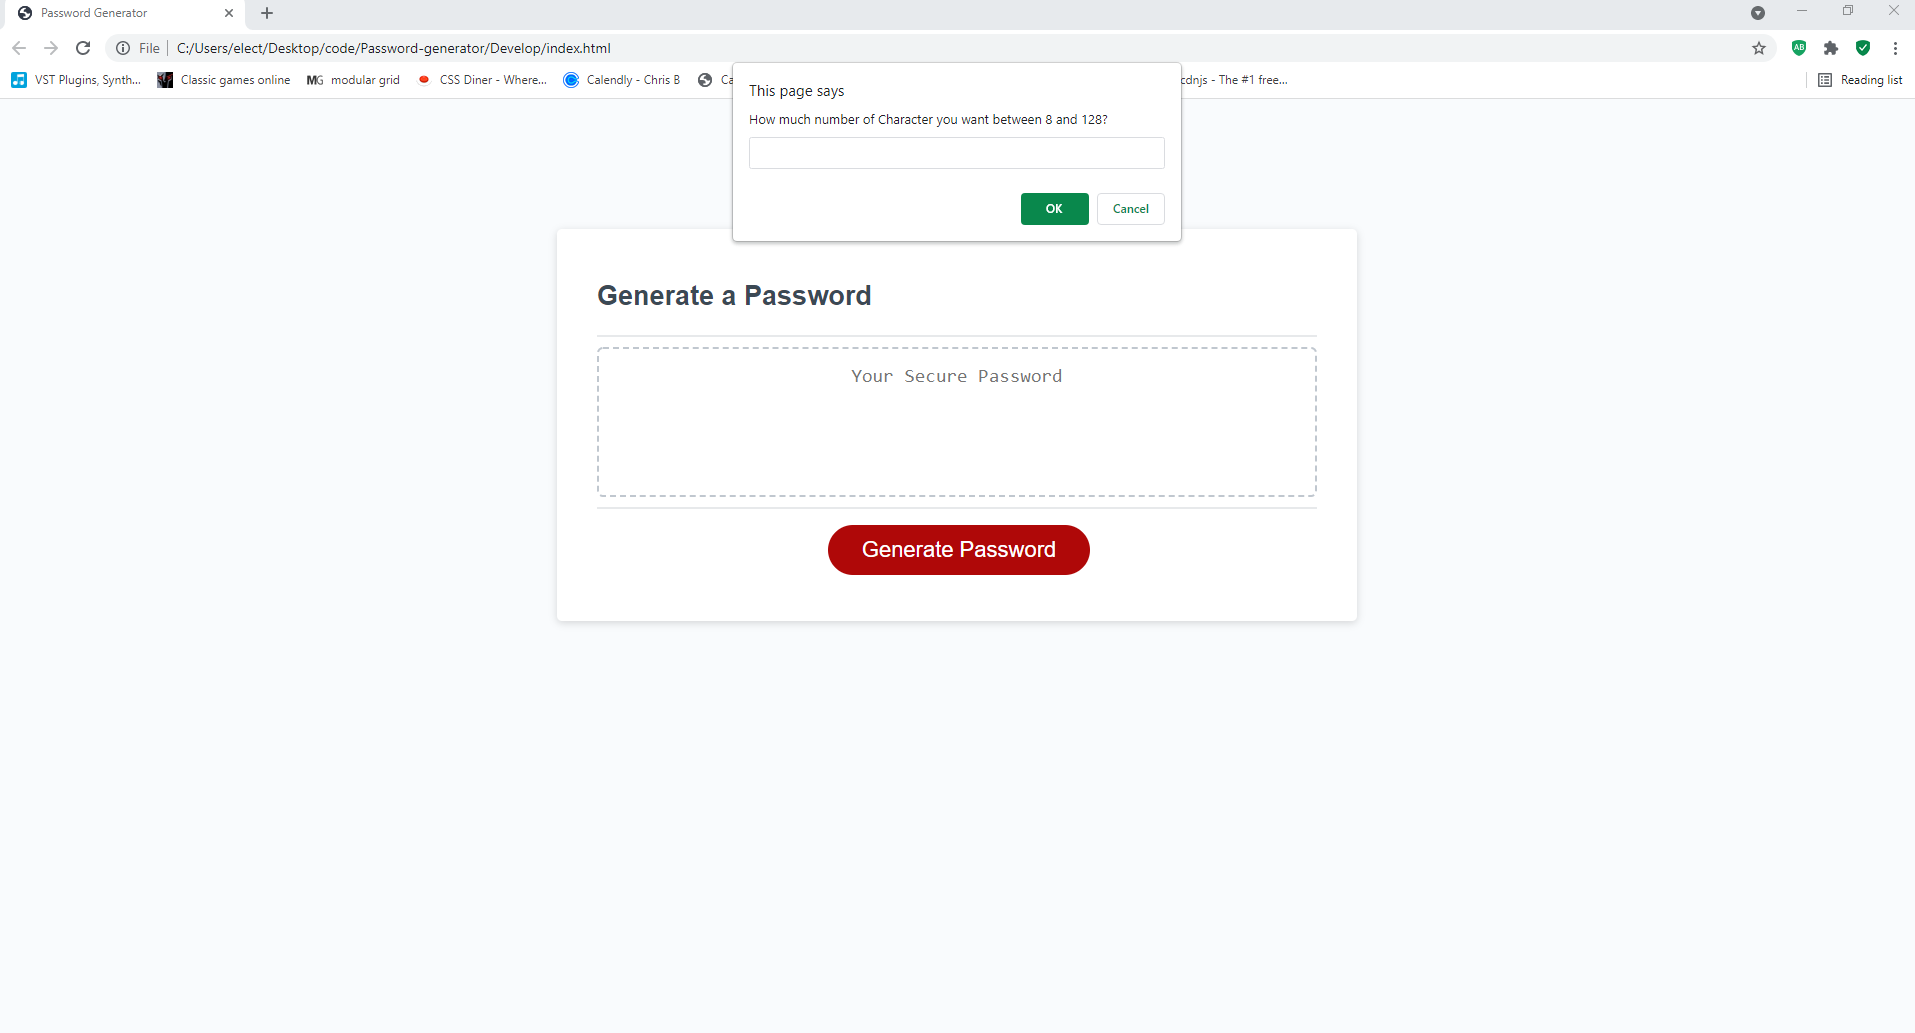 Password Generator
File C:/Users/elect/Desktop/code/Password-generator/Develop/index.html
AB
VST Plugins, Synth... Classic games online MG modular grid CSS Diner - Where... Calendly - Chris B Ca cdnjs - The #1 free... Reading list
This page says
How much number of Character you want between 8 and 128?
OK Cancel
Generate a Password
Your Secure Password
Generate Password